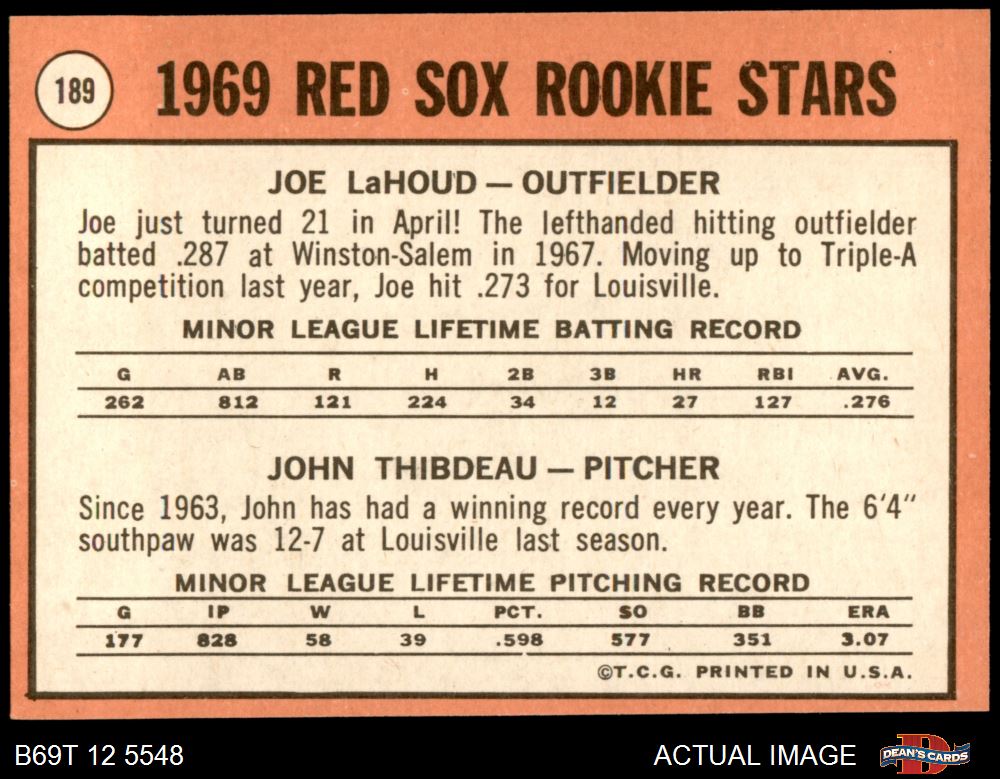 189
1969 RED SOX ROOKIE STARS
JOE LaHOUD — OUTFIELDER
Joe just turned 21 in April! The lefthanded hitting outfielder
batted .287 at Winston-Salem in 1967. Moving up to Triple-A
competition last year, Joe hit .273 for Louisville.
MINOR LEAGUE LIFETIME BATTING RECORD
G AB R H 2B 3B HR RBI AVG.
262 812 121 224 34 12 27 127 .276
JOHN THIBDEAU — PITCHER
Since 1963, John has had a winning record every year. The 6'4"
southpaw was 12-7 at Louisville last season.
MINOR LEAGUE LIFETIME PITCHING RECORD
G IP W L PCT. SO BB ERA
177 828 58 39 .598 577 351 3.07
©T.C.G. PRINTED IN U.S.A.
B69T 12 5548 ACTUAL IMAGE DEAN'S CARDS